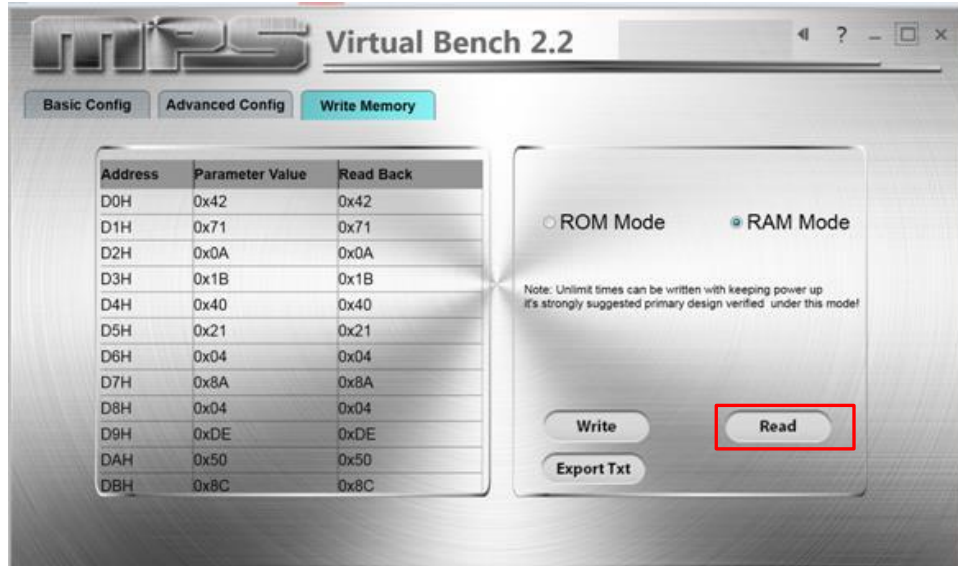 MPS Virtual Bench 2.2
?
Basic Config Advanced Config Write Memory
Address Parameter Value Read Back
D0H 0x42 0x42
D1H 0x71 0x71
D2H 0x0A 0x0A
D3H 0x1B 0x1B
D4H 0x40 0x40
D5H 0x21 0x21
D6H 0x04 0x04
D7H 0x8A 0x8A
D8H 0x04 0x04
D9H 0xDE 0xDE
DAH 0x50 0x50
DBH 0x8C 0x8C
ROM Mode RAM Mode
Note: Unlimit times can be written with keeping power up
it's strongly suggested primary design verified under this mode!
Write Read
Export Txt